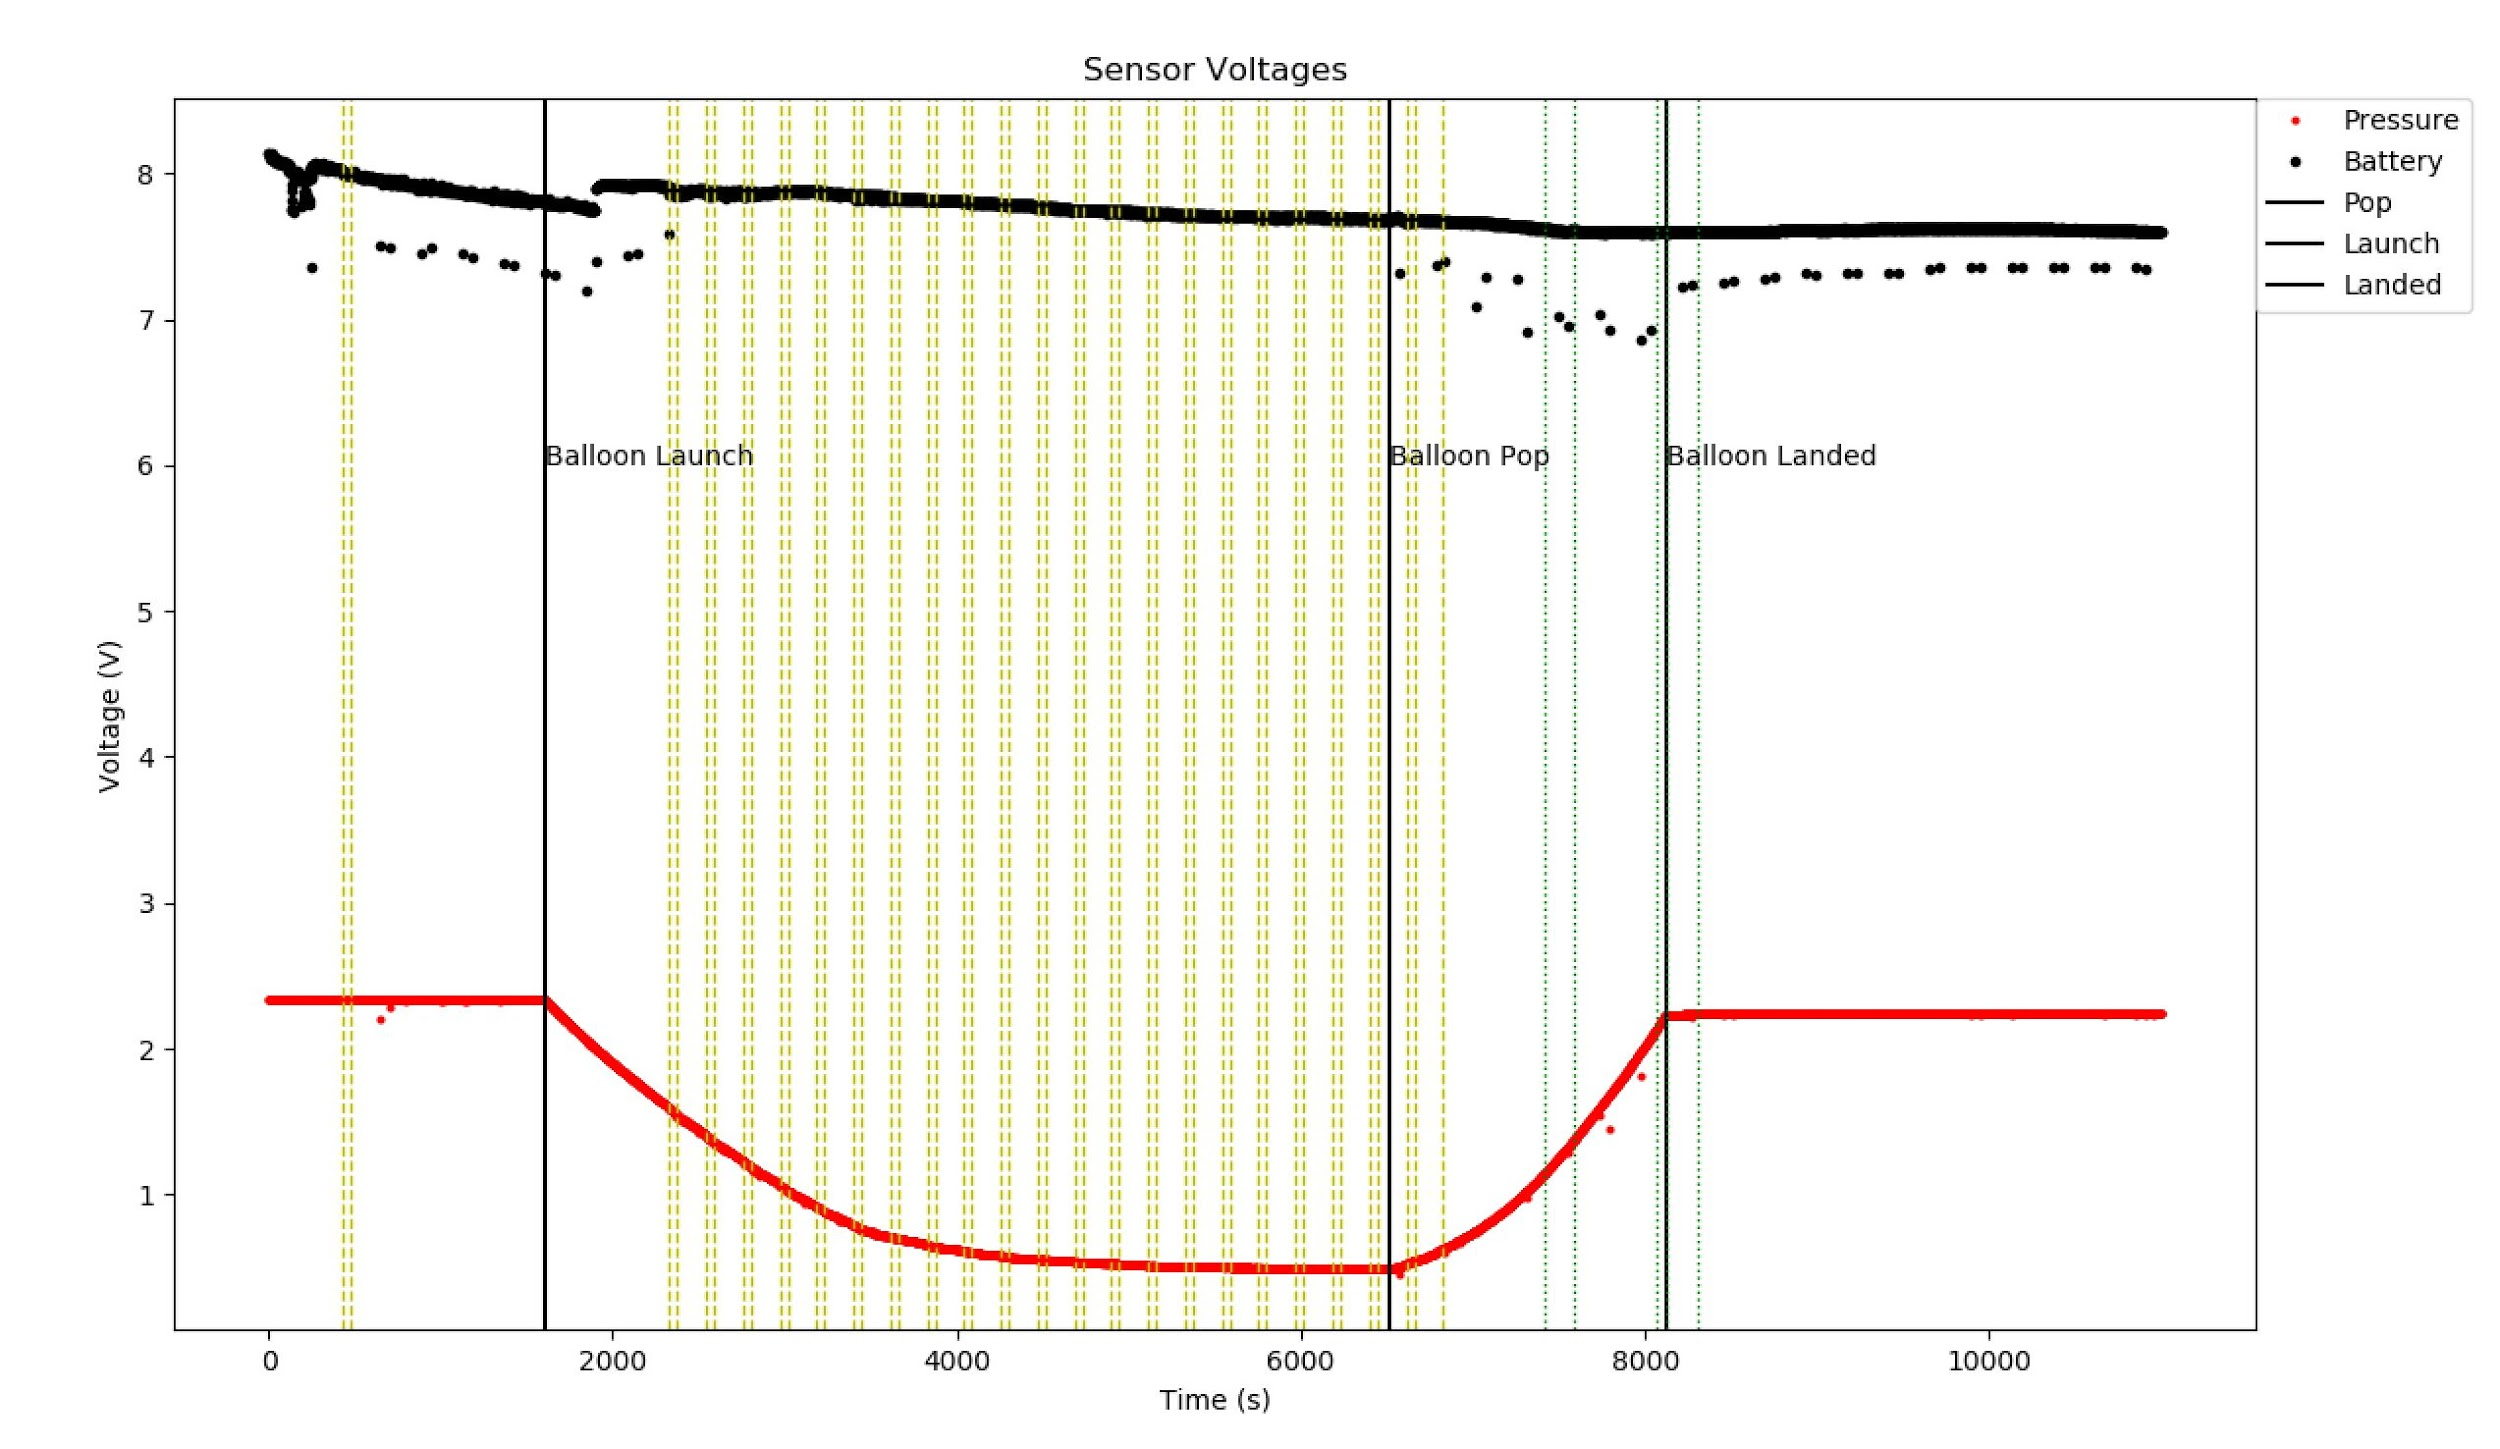 Sensor Voltages
Pressure
Battery
Pop
Launch
Landed
8
7
6
5
4
3
2
1
Voltage (V)
Balloon Launch
Balloon Pop
Balloon Landed
0
2000
4000
6000
8000
10000
Time (s)